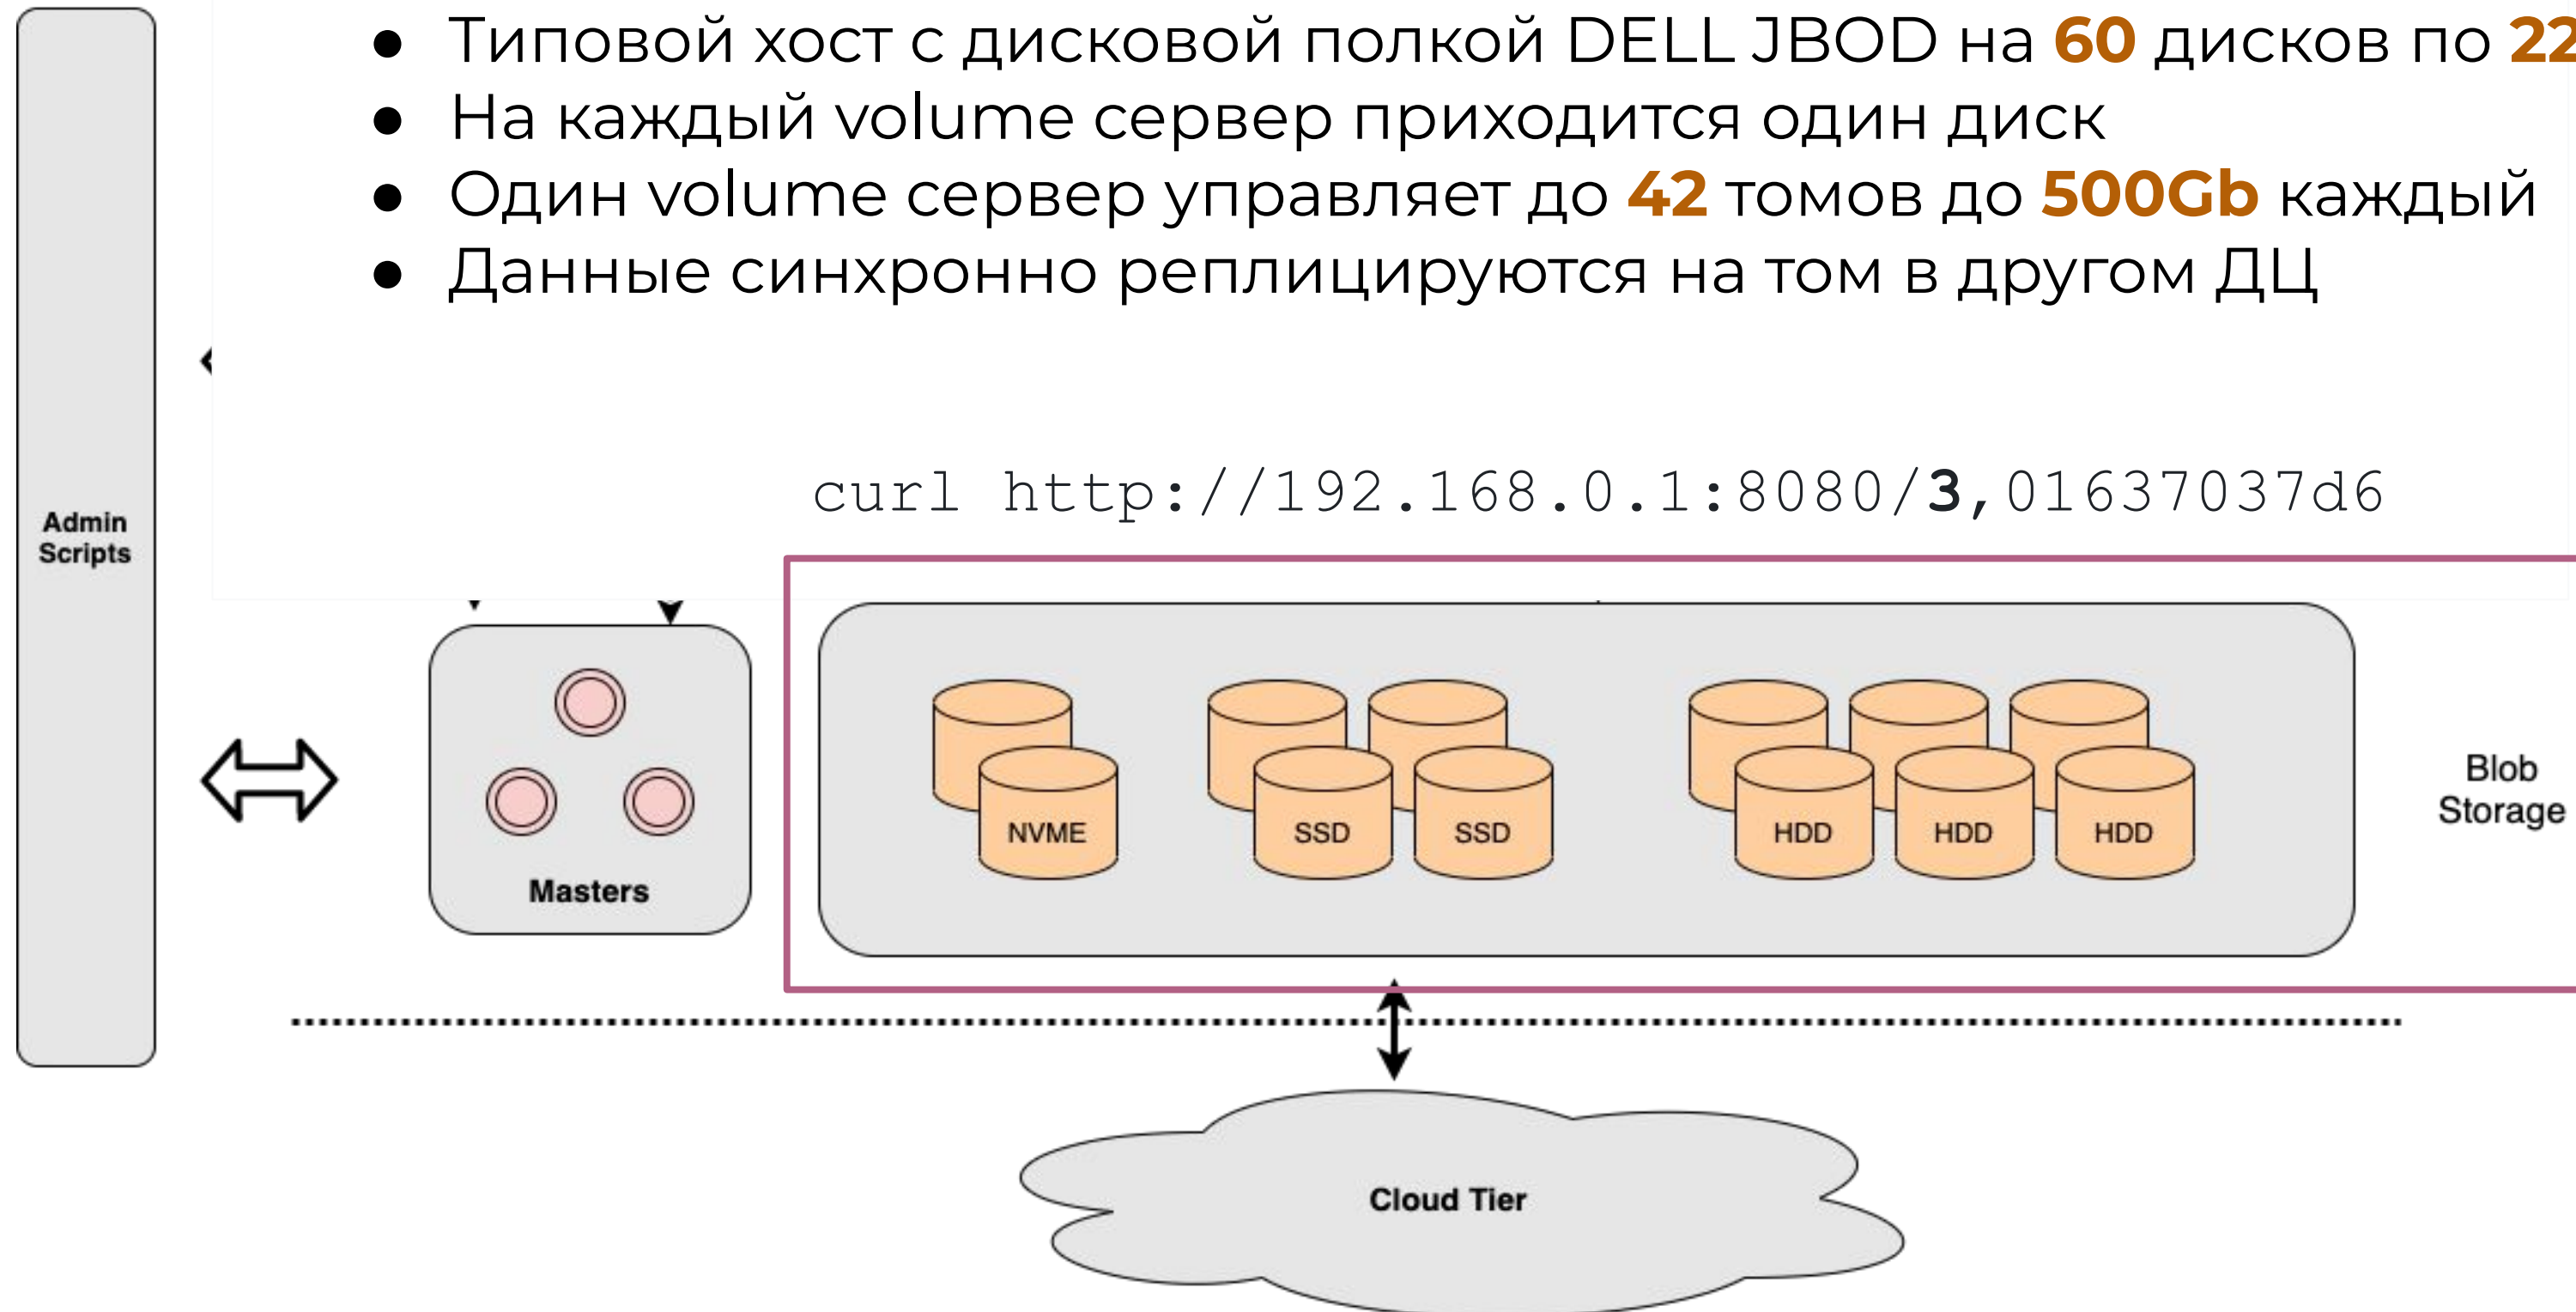 ● Типовой хост с дисковой полкой DELL JBOD на 60 дисков по 22
● На каждый volume сервер приходится один диск
● Один volume сервер управляет до 42 томов до 500Gb каждый
● Данные синхронно реплицируются на том в другом ДЦ
curl http://192.168.0.1:8080/3,01637037d6
Admin
Scripts
Masters
NVME
SSD
SSD
HDD
HDD
HDD
Blob
Storage
Cloud Tier